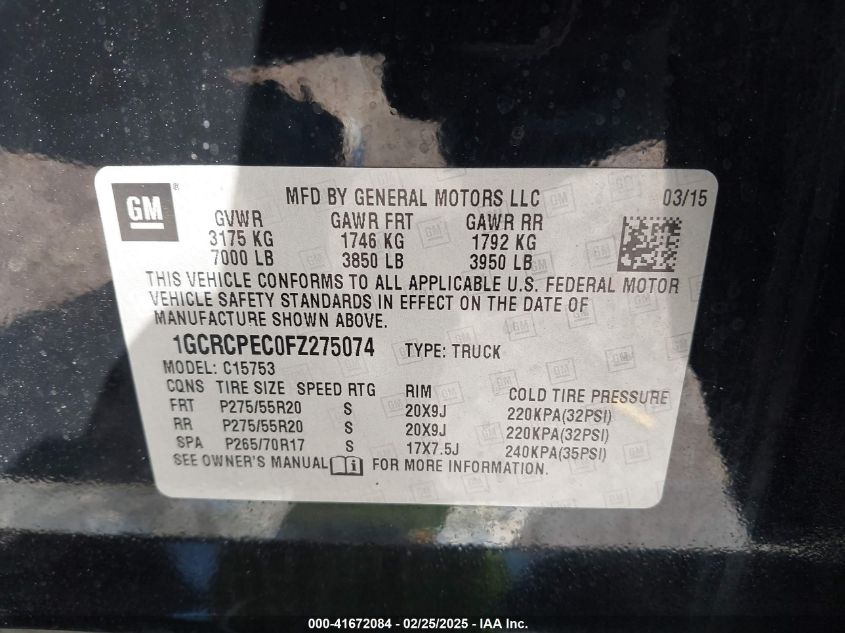 GM ® MFD BY GENERAL MOTORS LLC 03/15
GVWR GAWR FRT GAWR RR
3175 KG 1746 KG 1792 KG
7000 LB 3850 LB 3950 LB
THIS VEHICLE CONFORMS TO ALL APPLICABLE U.S. FEDERAL MOTOR
VEHICLE SAFETY STANDARDS IN EFFECT ON THE DATE OF
MANUFACTURE SHOWN ABOVE.
1GCRCPEC0FZ275074 TYPE: TRUCK
MODEL: C15753
CQNS TIRE SIZE SPEED RTG RIM COLD TIRE PRESSURE
FRT P275/55R20 S 20X9J 220KPA(32PSI)
RR P275/55R20 S 20X9J 220KPA(32PSI)
SPA P265/70R17 S 17X7.5J 240KPA(35PSI)
SEE OWNER'S MANUAL i FOR MORE INFORMATION.
000-41672084 - 02/25/2025 - IAA Inc.